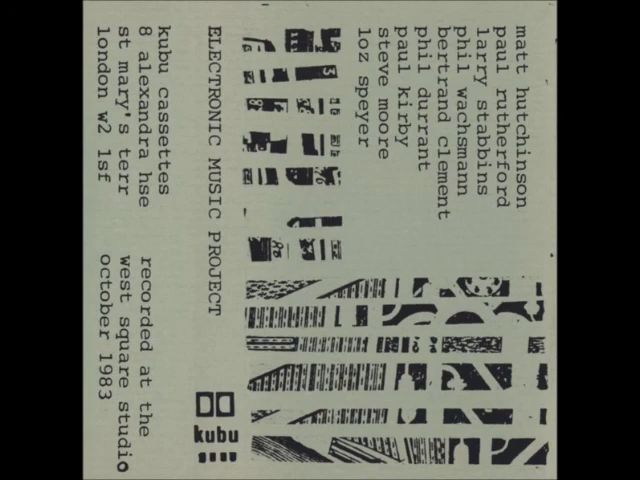 matt hutchinson
paul rutherford
larry stabbins
phil wachsmann
bertrand clement
phil durrant
paul kirby
steve moore
loz speyer
ELECTRONIC MUSIC PROJECT
kubu cassettes
8 alexandra hse
st mary's terr
london w2 1sf
recorded at the
west square studio
october 1983
kubu